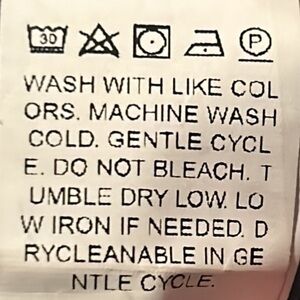 30 P
WASH WITH LIKE COL
ORS. MACHINE WASH
COLD. GENTLE CYCL
E. DO NOT BLEACH. T
UMBLE DRY LOW. LO
W IRON IF NEEDED. D
RYCLEANABLE IN GE
NTLE CYCLE.